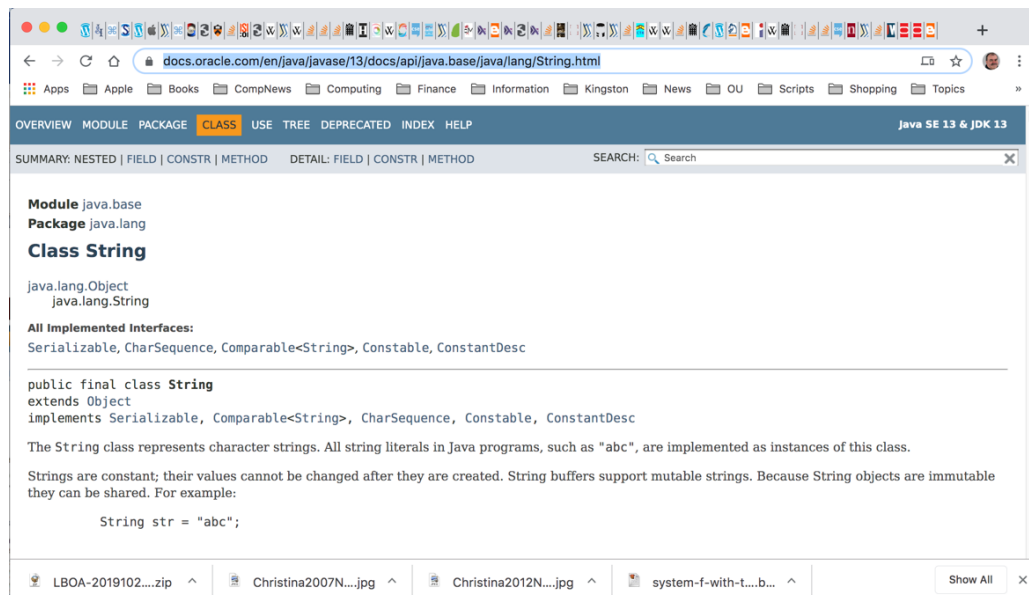 docs.oracle.com/en/java/javase/13/docs/api/java.base/java/lang/String.html
Apps Apple Books CompNews Computing Finance Information Kingston News OU Scripts Shopping Topics »
OVERVIEW MODULE PACKAGE CLASS USE TREE DEPRECATED INDEX HELP Java SE 13 & JDK 13
SUMMARY: NESTED | FIELD | CONSTR | METHOD DETAIL: FIELD | CONSTR | METHOD SEARCH: Search
Module java.base
Package java.lang
Class String
java.lang.Object
java.lang.String
All Implemented Interfaces:
Serializable, CharSequence, Comparable<String>, Constable, ConstantDesc
public final class String
extends Object
implements Serializable, Comparable<String>, CharSequence, Constable, ConstantDesc
The String class represents character strings. All string literals in Java programs, such as "abc", are implemented as instances of this class.
Strings are constant; their values cannot be changed after they are created. String buffers support mutable strings. Because String objects are immutable
they can be shared. For example:
String str = "abc";
LBOA-2019102....zip Christina2007N....jpg Christina2012N....jpg system-f-with-t....b... Show All